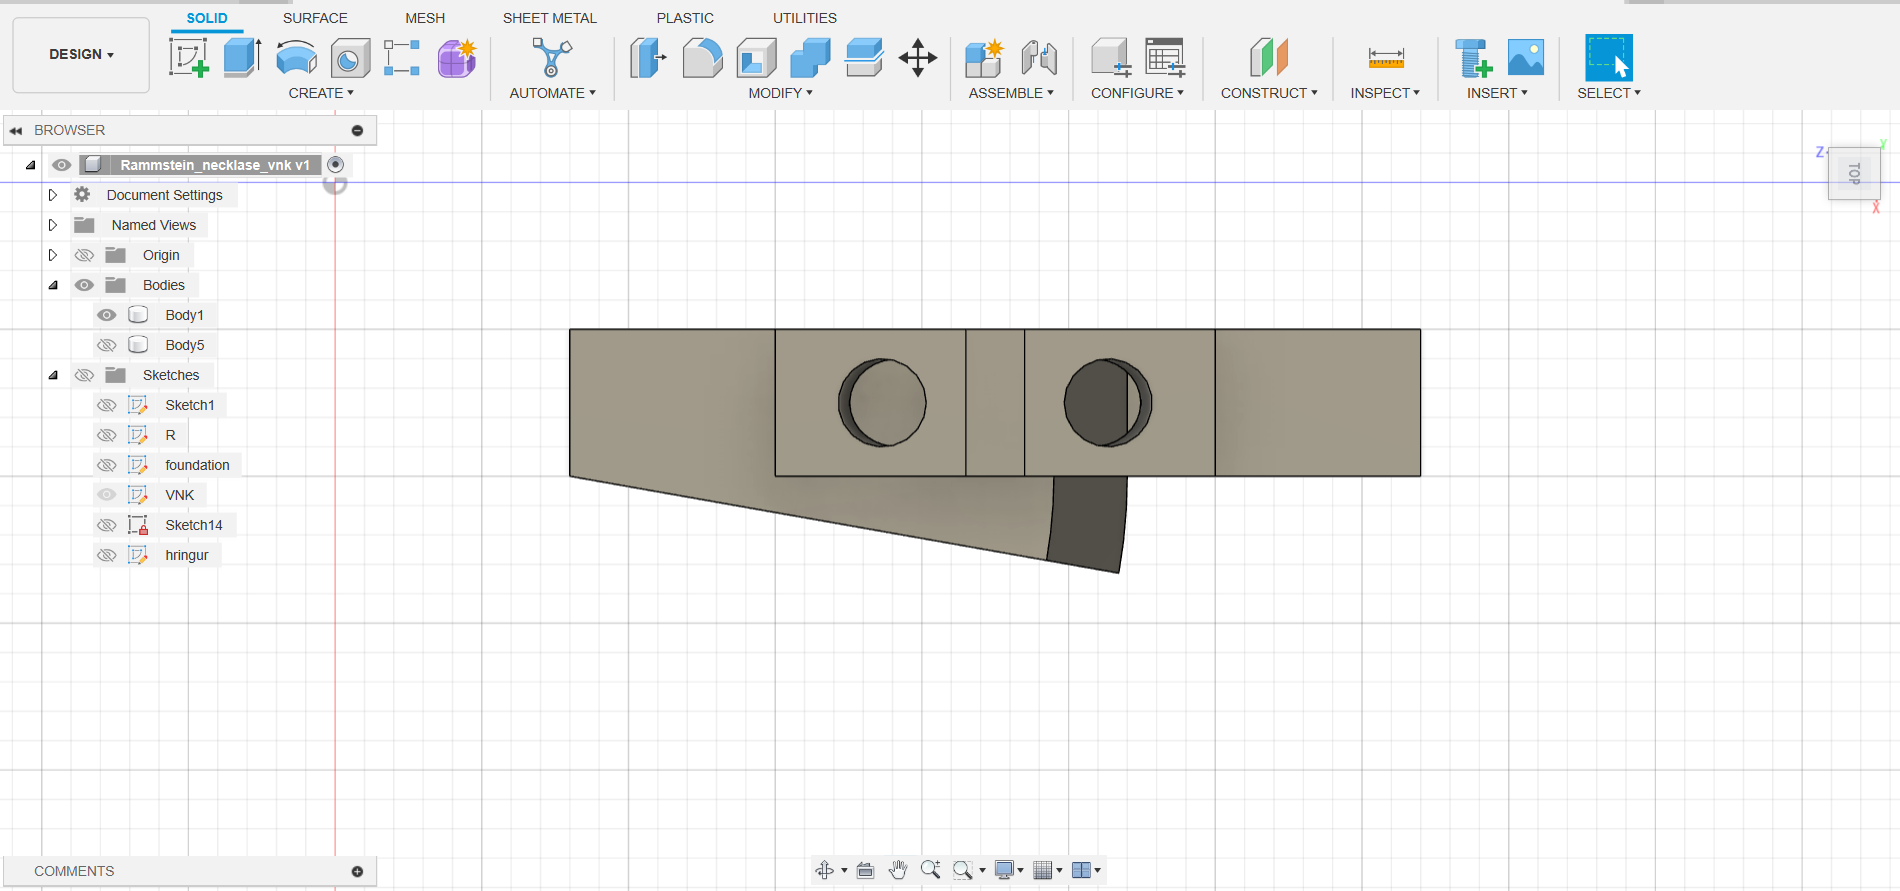 SOLID SURFACE MESH SHEET METAL PLASTIC UTILITIES
DESIGN
CREATE AUTOMATE MODIFY ASSEMBLE CONFIGURE CONSTRUCT INSPECT INSERT SELECT
BROWSER
Rammstein_necklase_vnk v1
Document Settings
Named Views
Origin
Bodies
Body1
Body5
Sketches
Sketch1
R
foundation
VNK
Sketch14
hringur
Z
Y
TOP
X
COMMENTS